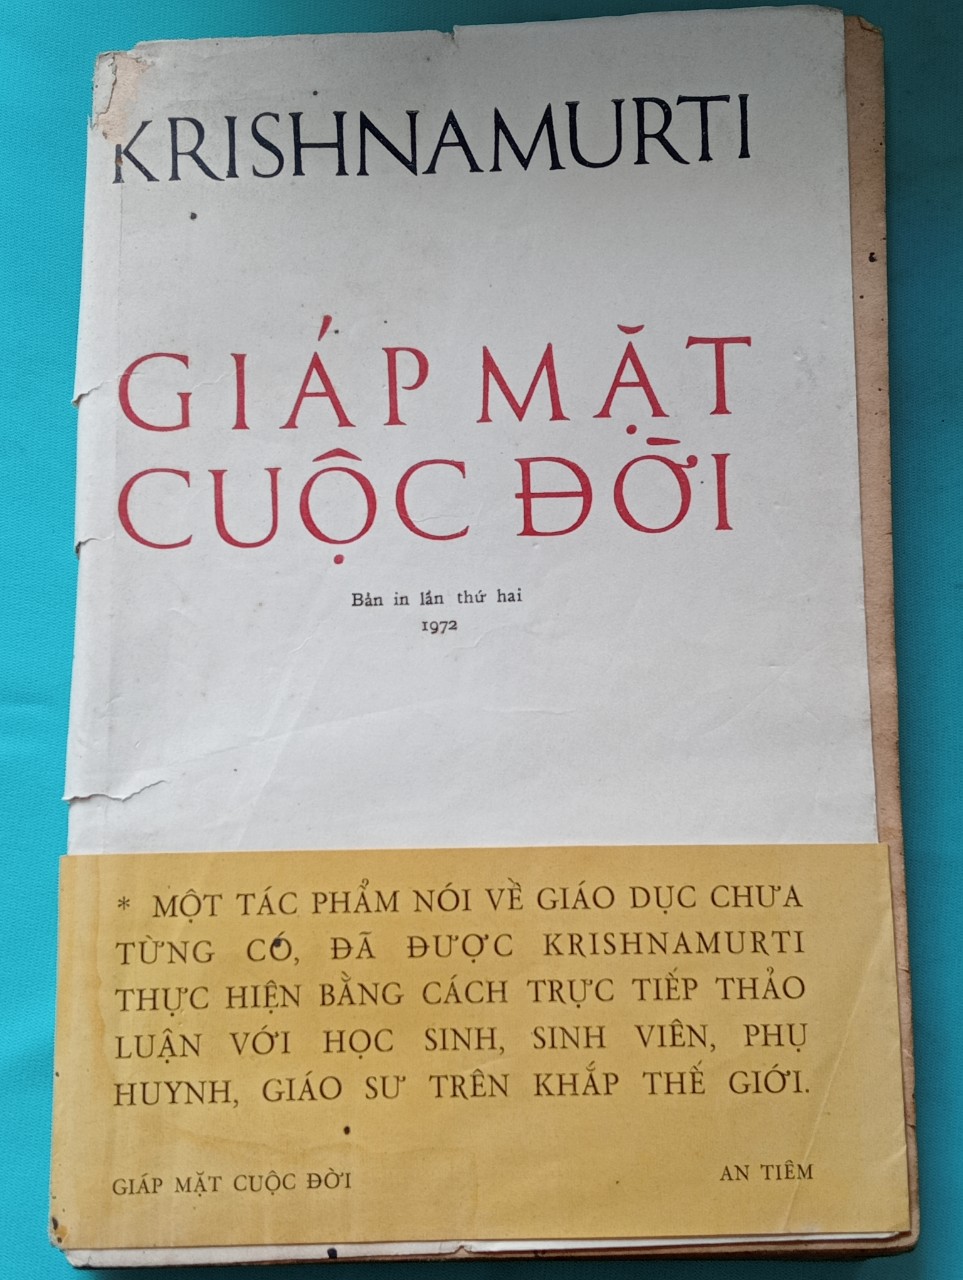 KRISHNAMURTI
GIÁP MẶT
CUỘC ĐỜI
Bản in lần thứ hai
1972
* MỘT TÁC PHẨM NÓI VỀ GIÁO DỤC CHƯA
TỪNG CÓ, ĐÃ ĐƯỢC KRISHNAMURTI
THỰC HIỆN BẰNG CÁCH TRỰC TIẾP THẢO
LUẬN VỚI HỌC SINH, SINH VIÊN, PHỤ
HUYNH, GIÁO SƯ TRÊN KHẮP THẾ GIỚI.
GIÁP MẶT CUỘC ĐỜI AN TIÊM